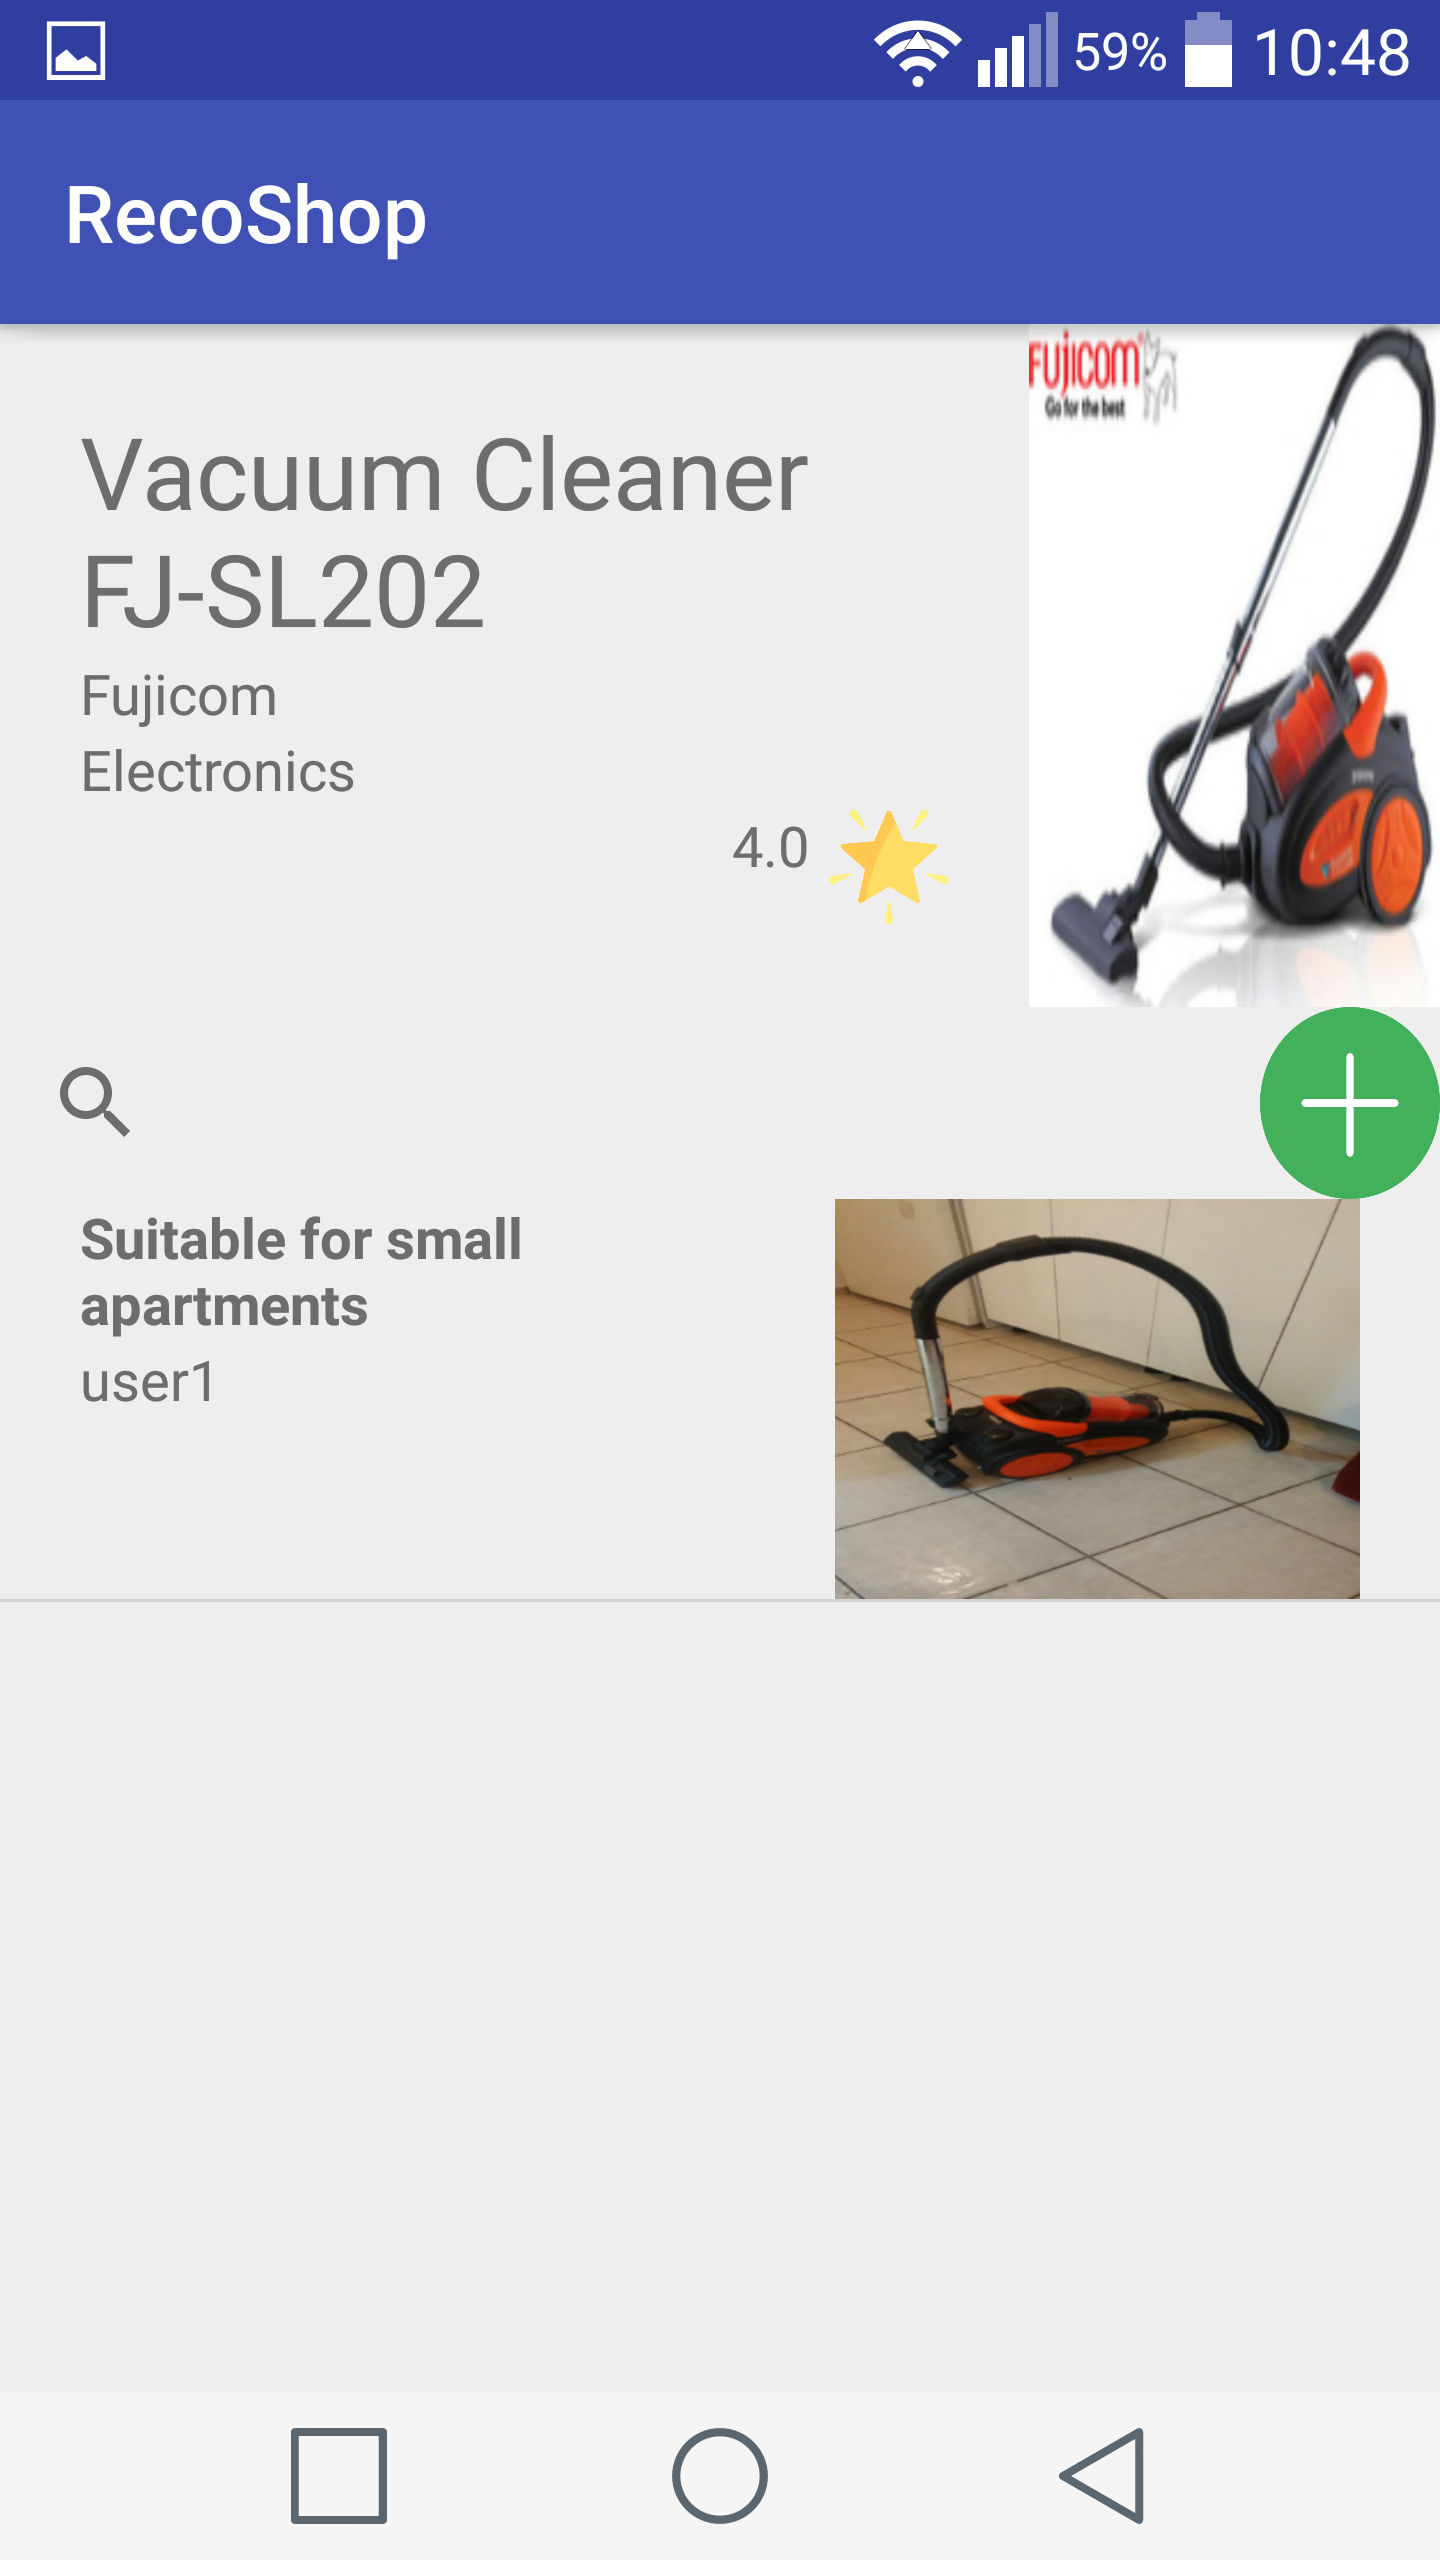 59% 10:48
RecoShop
Fujicom
Go for the best
Vacuum Cleaner
FJ-SL202
Fujicom
Electronics
4.0
Suitable for small
apartments
user1